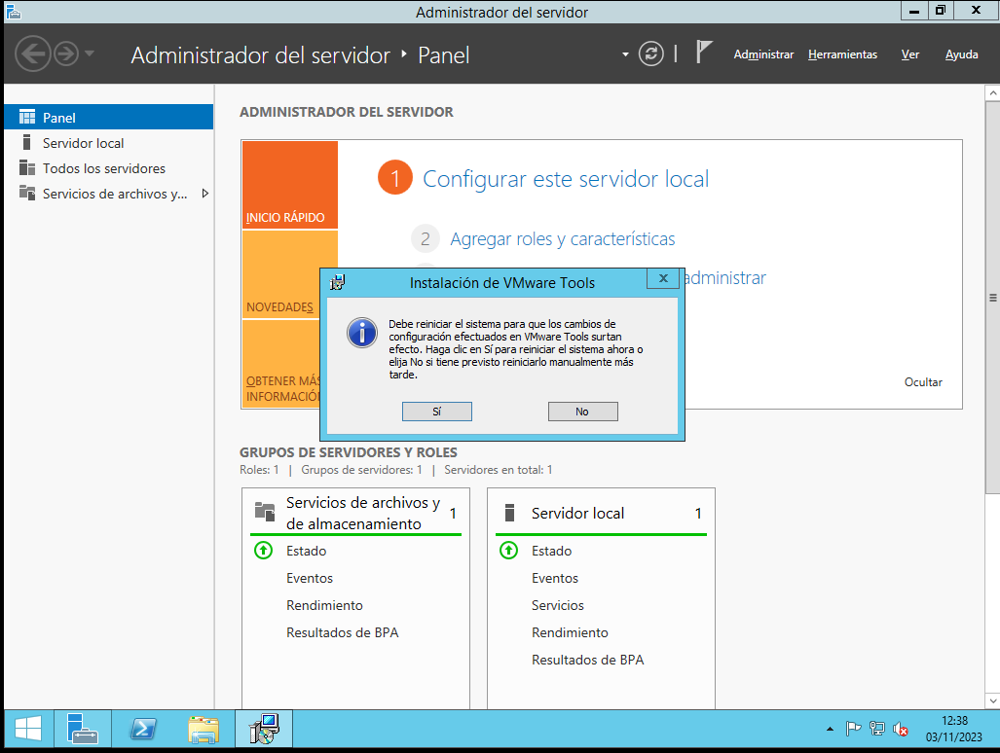 Administrador del servidor
Administrador del servidor ‣ Panel
Administrar Herramientas Ver Ayuda
Panel
Servidor local
Todos los servidores
Servicios de archivos y...
ADMINISTRADOR DEL SERVIDOR
INICIO RÁPIDO
NOVEDADES
OBTENER MÁS
INFORMACIÓN
1 Configurar este servidor local
2 Agregar roles y características
administrar
Ocultar
Instalación de VMware Tools
Debe reiniciar el sistema para que los cambios de
configuración efectuados en VMware Tools surtan
efecto. Haga clic en Sí para reiniciar el sistema ahora o
elija No si tiene previsto reiniciarlo manualmente más
tarde.
Sí No
GRUPOS DE SERVIDORES Y ROLES
Roles: 1 | Grupos de servidores: 1 | Servidores en total: 1
Servicios de archivos y
de almacenamiento
1
Estado
Eventos
Rendimiento
Resultados de BPA
Servidor local 1
Estado
Eventos
Servicios
Rendimiento
Resultados de BPA
12:38
03/11/2023